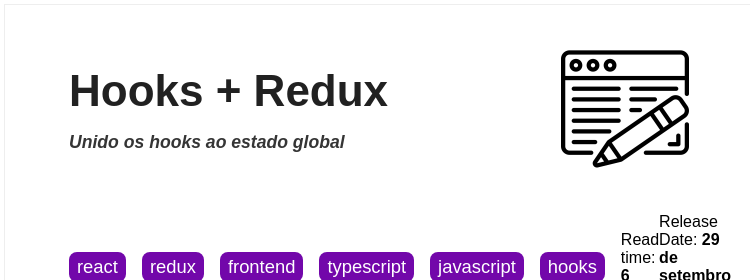 Hooks + Redux
Unido os hooks ao estado global
react redux frontend typescript javascript hooks
Read
time:
6
Release
Date: 29
de
setembro